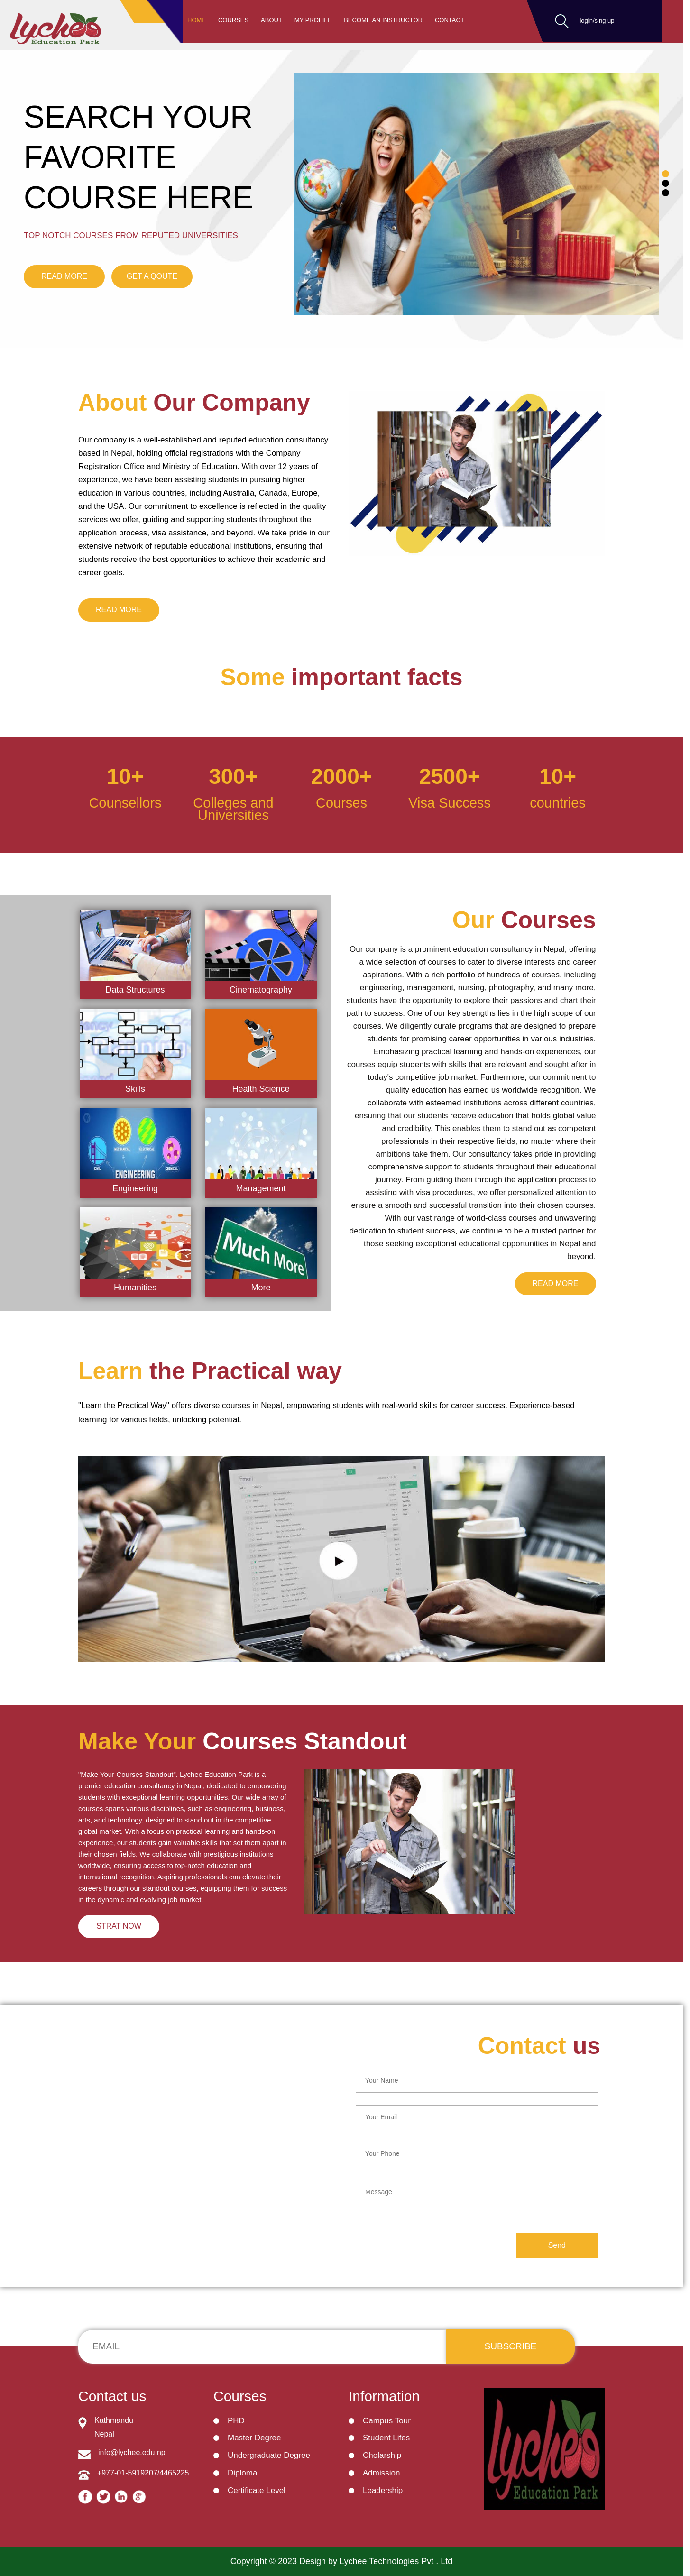 lychee
Education Park
HOME COURSES ABOUT MY PROFILE BECOME AN INSTRUCTOR CONTACT
login/sing up
SEARCH YOUR
FAVORITE
COURSE HERE
TOP NOTCH COURSES FROM REPUTED UNIVERSITIES
READ MORE
GET A QOUTE
About Our Company
Our company is a well-established and reputed education consultancy
based in Nepal, holding official registrations with the Company
Registration Office and Ministry of Education. With over 12 years of
experience, we have been assisting students in pursuing higher
education in various countries, including Australia, Canada, Europe,
and the USA. Our commitment to excellence is reflected in the quality
services we offer, guiding and supporting students throughout the
application process, visa assistance, and beyond. We take pride in our
extensive network of reputable educational institutions, ensuring that
students receive the best opportunities to achieve their academic and
career goals.
READ MORE
Some important facts
10+
Counsellors
300+
Colleges and
Universities
2000+
Courses
2500+
Visa Success
10+
countries
Data Structures
Cinematography
Skills
Health Science
CIVIL
MECHANICAL
ELECTRICAL
CHEMICAL
ENGINEERING
Engineering
Management
Humanities
Much More
More
Our Courses
Our company is a prominent education consultancy in Nepal, offering
a wide selection of courses to cater to diverse interests and career
aspirations. With a rich portfolio of hundreds of courses, including
engineering, management, nursing, photography, and many more,
students have the opportunity to explore their passions and chart their
path to success. One of our key strengths lies in the high scope of our
courses. We diligently curate programs that are designed to prepare
students for promising career opportunities in various industries.
Emphasizing practical learning and hands-on experiences, our
courses equip students with skills that are relevant and sought after in
today's competitive job market. Furthermore, our commitment to
quality education has earned us worldwide recognition. We
collaborate with esteemed institutions across different countries,
ensuring that our students receive education that holds global value
and credibility. This enables them to stand out as competent
professionals in their respective fields, no matter where their
ambitions take them. Our consultancy takes pride in providing
comprehensive support to students throughout their educational
journey. From guiding them through the application process to
assisting with visa procedures, we offer personalized attention to
ensure a smooth and successful transition into their chosen courses.
With our vast range of world-class courses and unwavering
dedication to student success, we continue to be a trusted partner for
those seeking exceptional educational opportunities in Nepal and
beyond.
READ MORE
Learn the Practical way
"Learn the Practical Way" offers diverse courses in Nepal, empowering students with real-world skills for career success. Experience-based
learning for various fields, unlocking potential.
Email
Make Your Courses Standout
"Make Your Courses Standout". Lychee Education Park is a
premier education consultancy in Nepal, dedicated to empowering
students with exceptional learning opportunities. Our wide array of
courses spans various disciplines, such as engineering, business,
arts, and technology, designed to stand out in the competitive
global market. With a focus on practical learning and hands-on
experience, our students gain valuable skills that set them apart in
their chosen fields. We collaborate with prestigious institutions
worldwide, ensuring access to top-notch education and
international recognition. Aspiring professionals can elevate their
careers through our standout courses, equipping them for success
in the dynamic and evolving job market.
STRAT NOW
Contact us
Your Name
Your Email
Your Phone
Message
Send
EMAIL
SUBSCRIBE
Contact us
Kathmandu
Nepal
info@lychee.edu.np
+977-01-5919207/4465225
Courses
PHD
Master Degree
Undergraduate Degree
Diploma
Certificate Level
Information
Campus Tour
Student Lifes
Cholarship
Admission
Leadership
lychee
Education Park
Copyright © 2023 Design by Lychee Technologies Pvt . Ltd